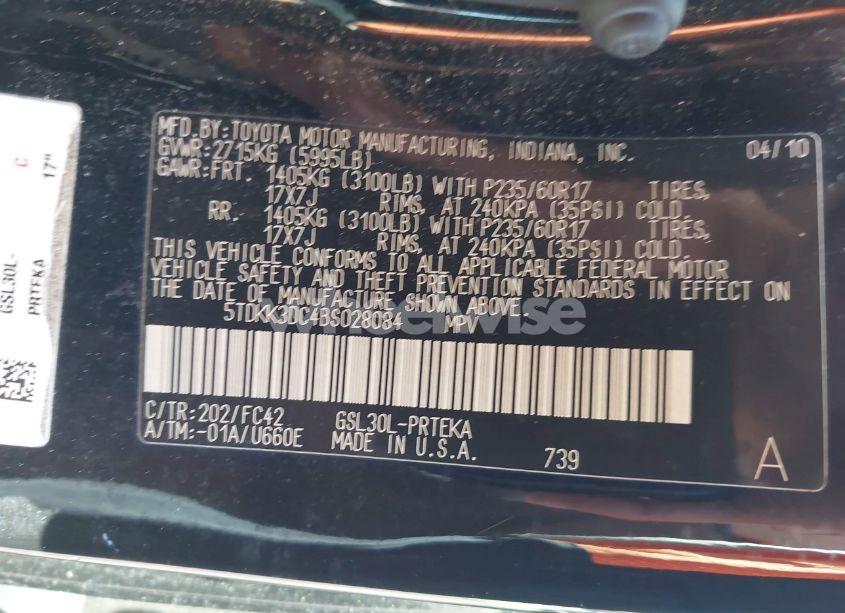 MFD.BY:TOYOTA MOTOR MANUFACTURING, INDIANA, INC. 04/10
GVWR:2715KG (5995LB)
GAWR:FRT. 1405KG (3100LB) WITH P235/60R17 TIRES,
17X7J RIMS, AT 240KPA (35PSI) COLD.
RR. 1405KG (3100LB) WITH P235/60R17 TIRES,
17X7J RIMS, AT 240KPA (35PSI) COLD.
THIS VEHICLE CONFORMS TO ALL APPLICABLE FEDERAL MOTOR
VEHICLE SAFETY AND THEFT PREVENTION STANDARDS IN EFFECT ON
THE DATE OF MANUFACTURE SHOWN ABOVE.
5TDKK3DC4BS028084 MPV
C/TR:202/FC42 GSL30L-PRTEKA
A/TM:-01A/U660E MADE IN U.S.A. 739 A
C 17"
GSL30L-
PRTEKA
wheelerwise